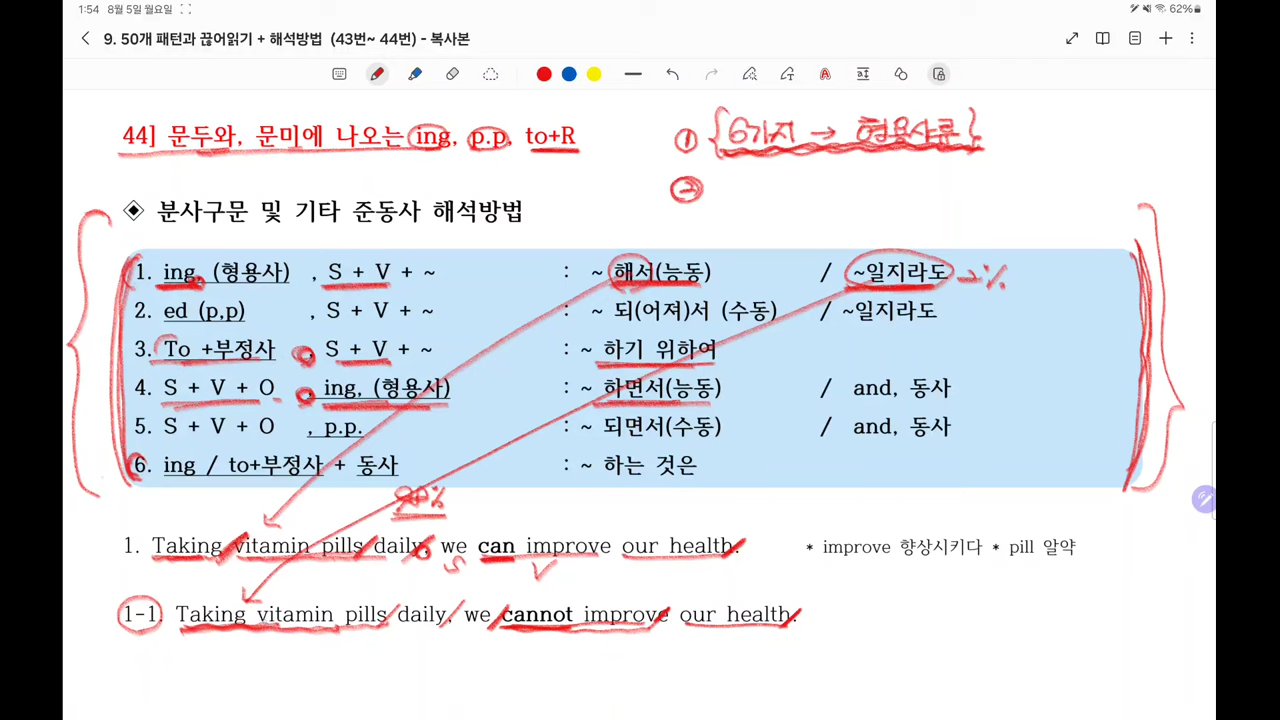 1:54 8월 5일 월요일 62%
9. 50개 패턴과 끊어읽기 + 해석방법 (43번~ 44번) - 복사본
44] 문두와, 문미에 나오는 ing, p.p, to+R ① {6가지 → 형용사류}
②
◈ 분사구문 및 기타 준동사 해석방법
1. ing, (형용사) , S + V + ~ : ~ 해서(능동) / ~일지라도 2%
2. ed (p,p) , S + V + ~ : ~ 되(어져)서 (수동) / ~일지라도
3. To +부정사 , S + V + ~ : ~ 하기 위하여
4. S + V + O , ing, (형용사) : ~ 하면서(능동) / and, 동사
5. S + V + O , p.p. : ~ 되면서(수동) / and, 동사
6. ing / to+부정사 + 동사 : ~ 하는 것은
1. Taking vitamin pills daily, we can improve our health. * improve 향상시키다 * pill 알약
S V
1-1. Taking vitamin pills daily, we cannot improve our health.